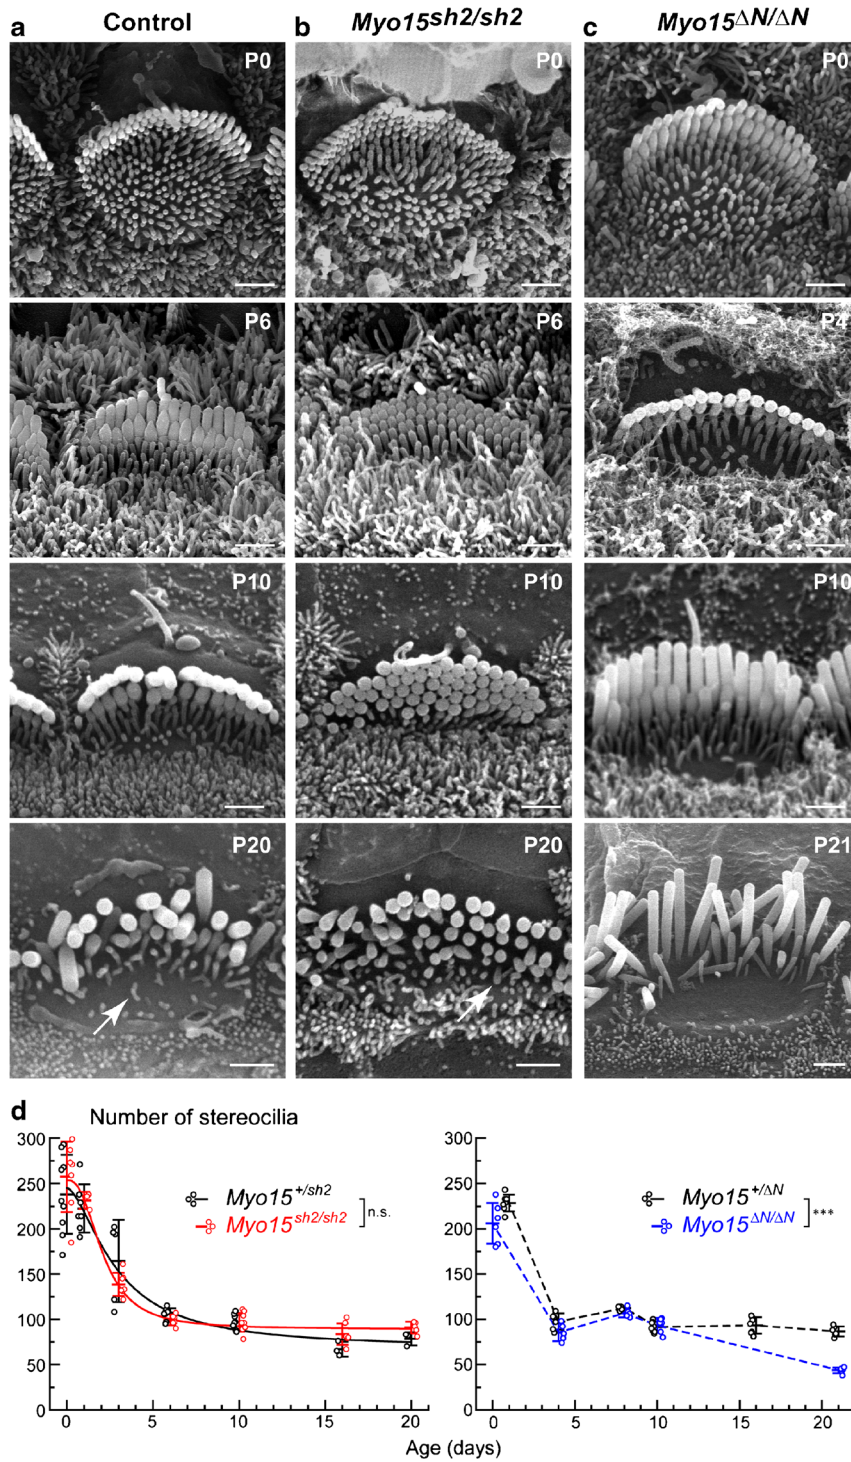 a Control b Myo15sh2/sh2 c Myo15ΔN/ΔN
P0 P0 P0
P6 P6 P4
P10 P10 P10
P20 P20 P21
d Number of stereocilia
300 300
250 250
200 200
150 150
100 100
50 50
0 0
Myo15+/sh2
Myo15sh2/sh2
n.s.
Myo15+/ΔN
Myo15ΔN/ΔN
***
0 5 10 15 20 0 5 10 15 20
Age (days)